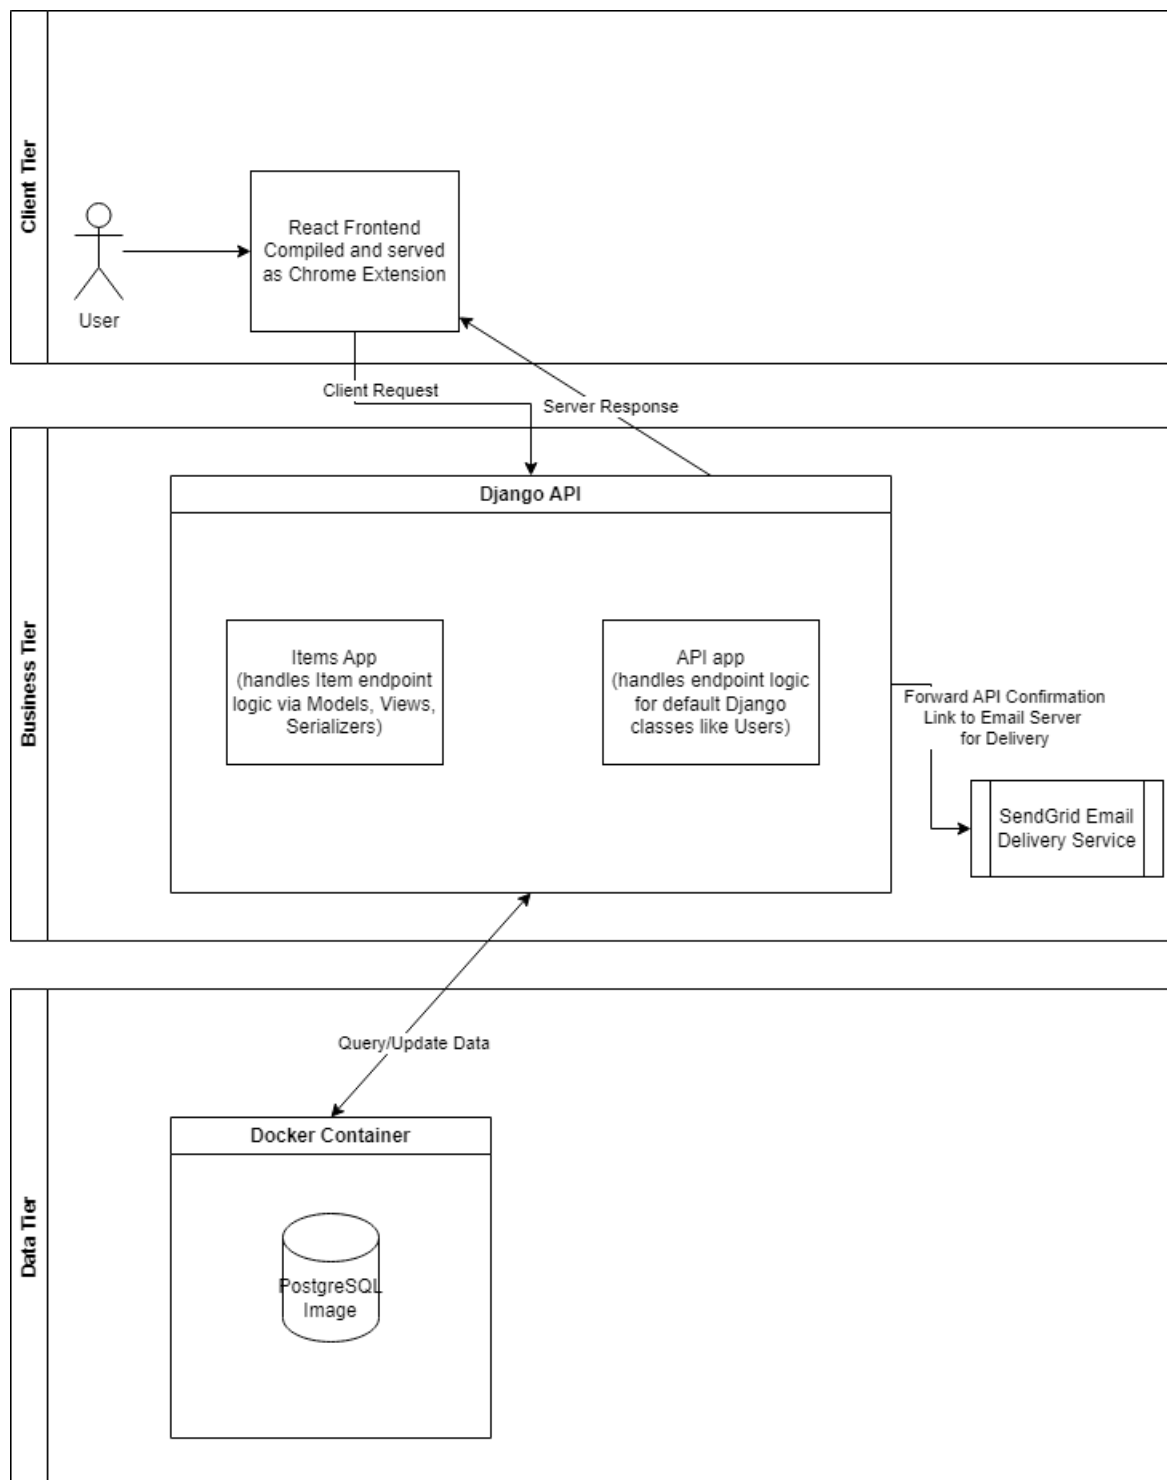 Client Tier
User
React Frontend
Compiled and served
as Chrome Extension
Client Request
Server Response
Business Tier
Django API
Items App
(handles Item endpoint
logic via Models, Views,
Serializers)
API app
(handles endpoint logic
for default Django
classes like Users)
Forward API Confirmation
Link to Email Server
for Delivery
SendGrid Email
Delivery Service
Query/Update Data
Data Tier
Docker Container
PostgreSQL
Image